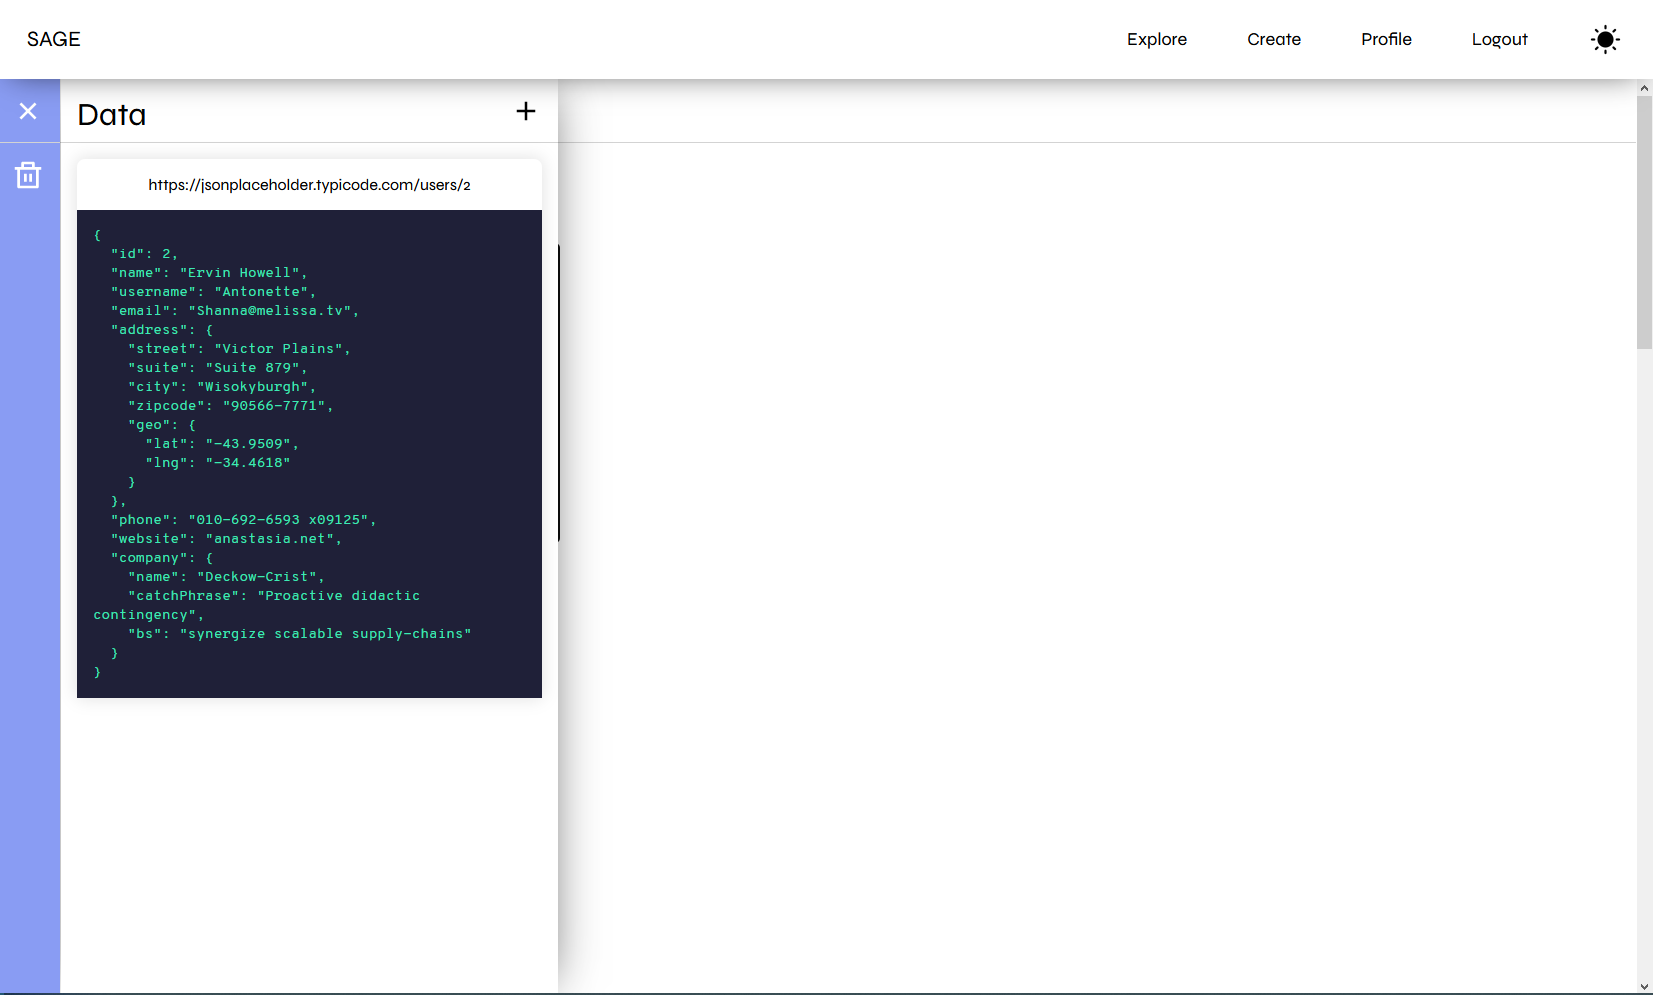 SAGE
Explore
Create
Profile
Logout
Data
https://jsonplaceholder.typicode.com/users/2
{
  "id": 2,
  "name": "Ervin Howell",
  "username": "Antonette",
  "email": "Shanna@melissa.tv",
  "address": {
    "street": "Victor Plains",
    "suite": "Suite 879",
    "city": "Wisokyburgh",
    "zipcode": "90566-7771",
    "geo": {
      "lat": "-43.9509",
      "lng": "-34.4618"
    }
  },
  "phone": "010-692-6593 x09125",
  "website": "anastasia.net",
  "company": {
    "name": "Deckow-Crist",
    "catchPhrase": "Proactive didactic
contingency",
    "bs": "synergize scalable supply-chains"
  }
}